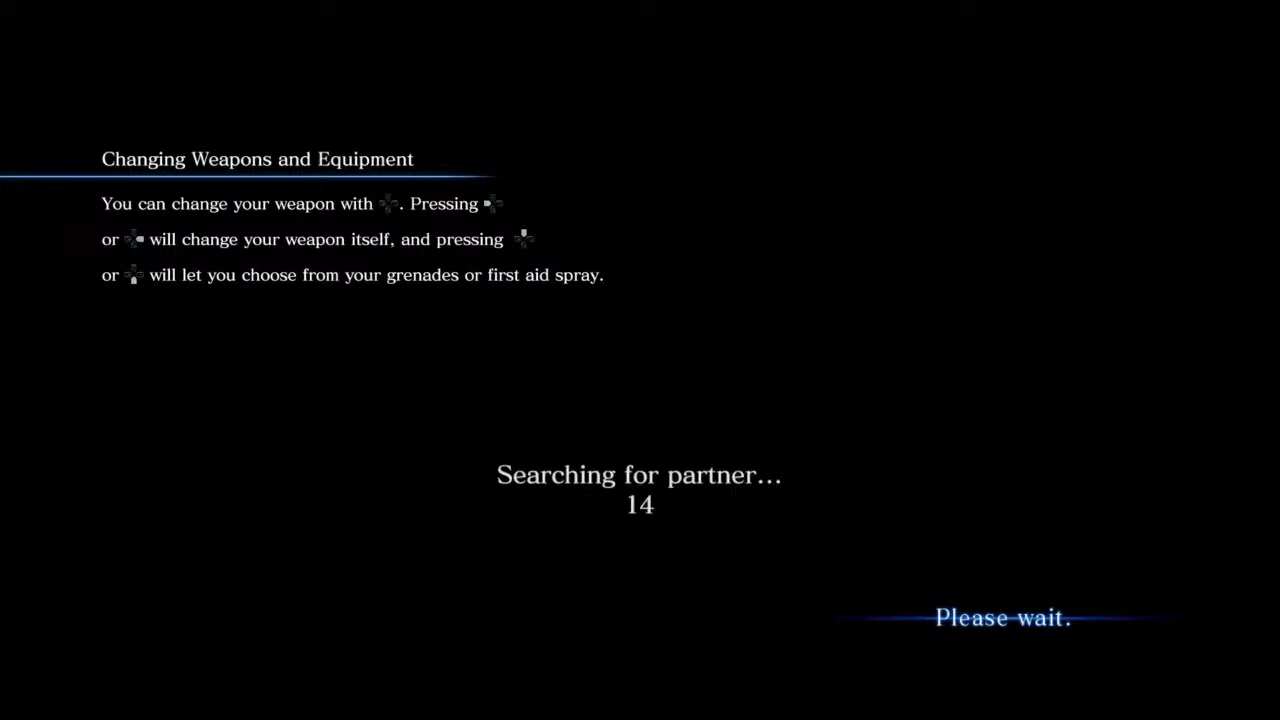 Changing Weapons and Equipment
You can change your weapon with . Pressing
or will change your weapon itself, and pressing
or will let you choose from your grenades or first aid spray.
Searching for partner...
14
Please wait.